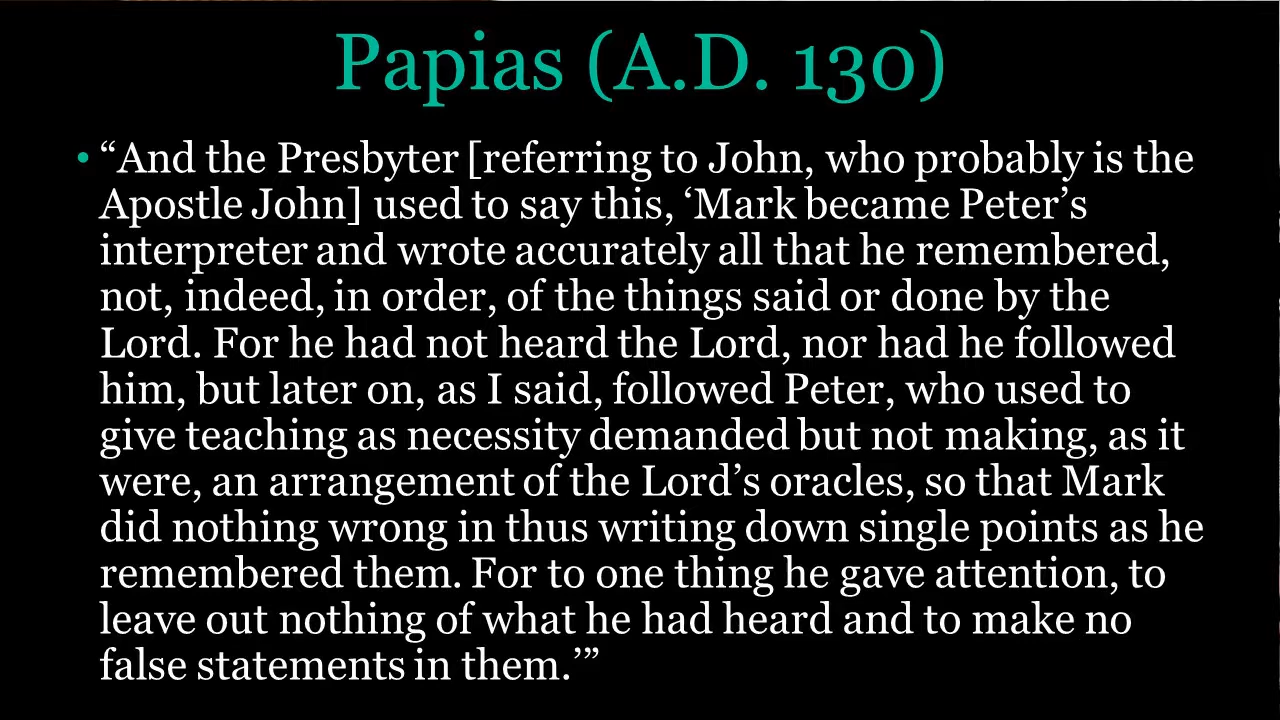 Papias (A.D. 130)
• “And the Presbyter [referring to John, who probably is the
Apostle John] used to say this, ‘Mark became Peter’s
interpreter and wrote accurately all that he remembered,
not, indeed, in order, of the things said or done by the
Lord. For he had not heard the Lord, nor had he followed
him, but later on, as I said, followed Peter, who used to
give teaching as necessity demanded but not making, as it
were, an arrangement of the Lord’s oracles, so that Mark
did nothing wrong in thus writing down single points as he
remembered them. For to one thing he gave attention, to
leave out nothing of what he had heard and to make no
false statements in them.’”